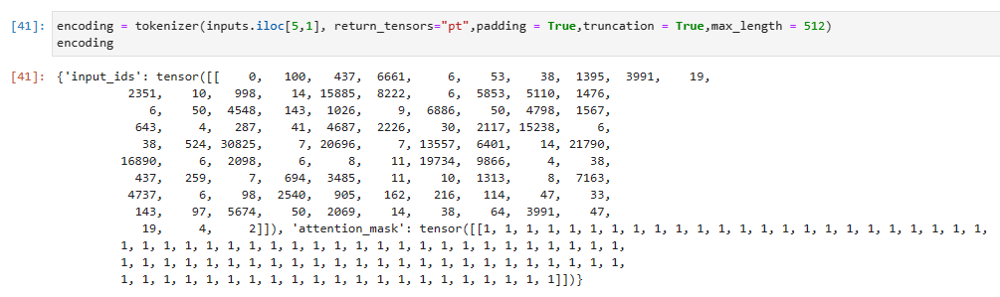 [41]: encoding = tokenizer(inputs.iloc[5,1], return_tensors="pt",padding = True,truncation = True,max_length = 512)
encoding
[41]: {'input_ids': tensor([[    0,   100,   437,  6661,     6,    53,    38,  1395,  3991,    19,
2351,    10,   998,    14, 15885,  8222,     6,  5853,  5110,  1476,
6,    50,  4548,   143,  1026,     9,  6886,    50,  4798,  1567,
643,     4,   287,    41,  4687,  2226,    30,  2117, 15238,     6,
38,   524, 30825,     7, 20696,     7, 13557,  6401,    14, 21790,
16890,     6,  2098,     6,     8,    11, 19734,  9866,     4,    38,
437,   259,     7,   694,  3485,    11,    10,  1313,     8,  7163,
4737,     6,    98,  2540,   905,   162,   216,   114,    47,    33,
143,    97,  5674,    50,  2069,    14,    38,    64,  3991,    47,
19,     4,     2]]), 'attention_mask': tensor([[1, 1, 1, 1, 1, 1, 1, 1, 1, 1, 1, 1, 1, 1, 1, 1, 1, 1, 1, 1, 1, 1, 1, 1,
1, 1, 1, 1, 1, 1, 1, 1, 1, 1, 1, 1, 1, 1, 1, 1, 1, 1, 1, 1, 1, 1, 1, 1,
1, 1, 1, 1, 1, 1, 1, 1, 1, 1, 1, 1, 1, 1, 1, 1, 1, 1, 1, 1, 1, 1, 1, 1,
1, 1, 1, 1, 1, 1, 1, 1, 1, 1, 1, 1, 1, 1, 1, 1, 1, 1, 1, 1, 1]])}